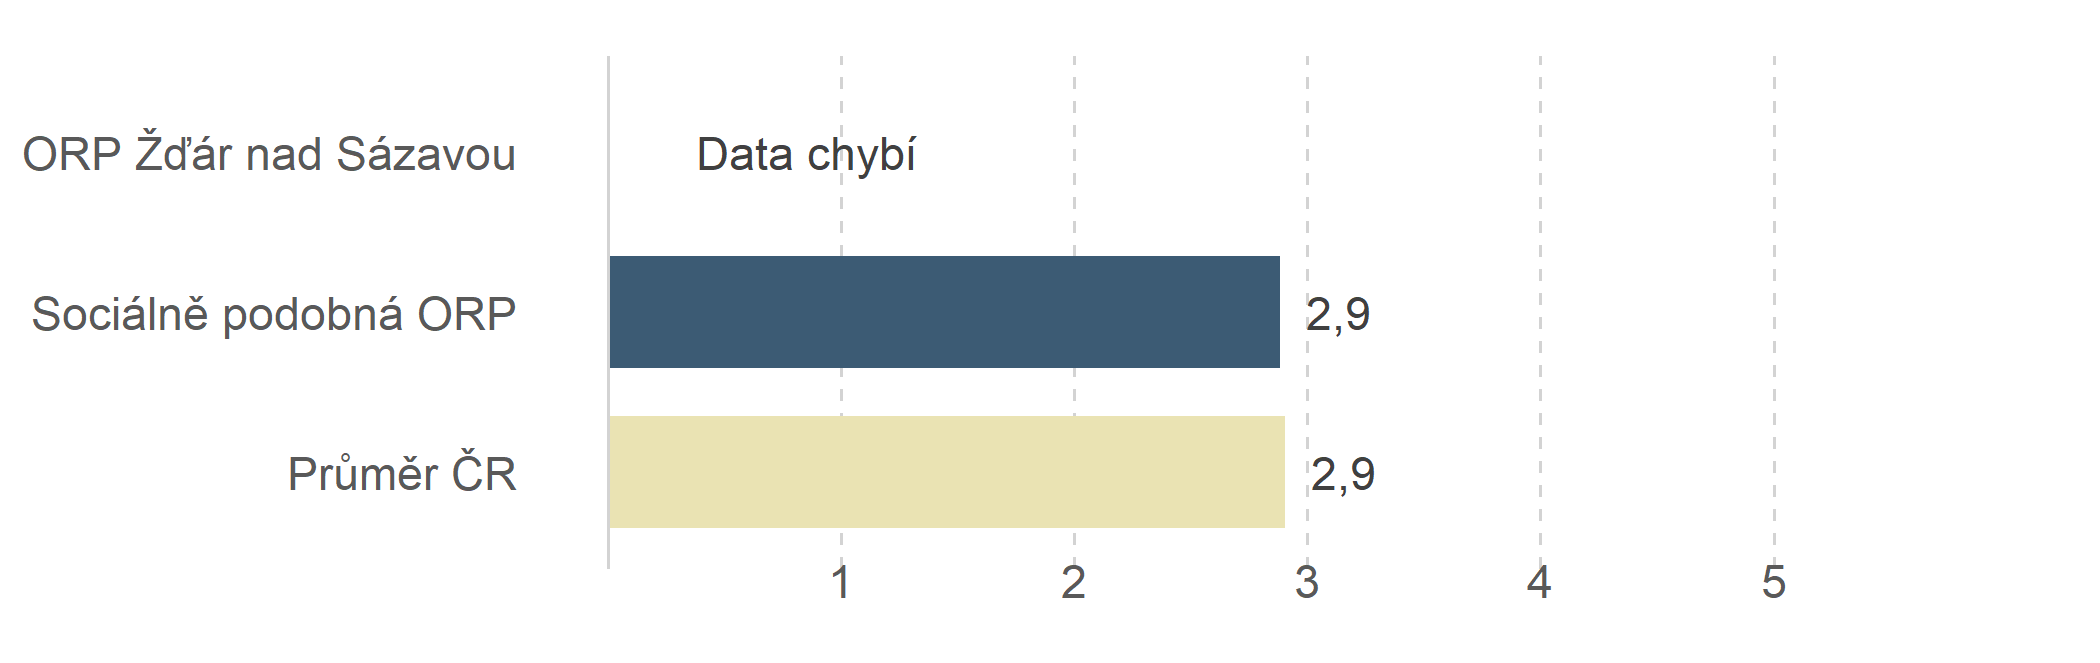 ORP Žďár nad Sázavou Data chybí
Sociálně podobná ORP 2,9
Průměr ČR 2,9
1 2 3 4 5